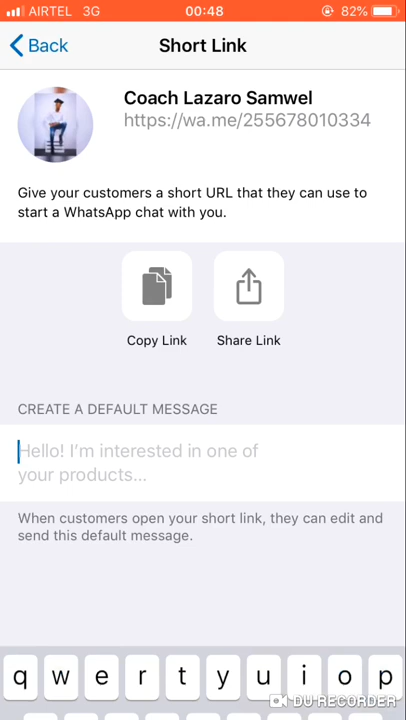 AIRTEL 3G 00:48 82%
Back Short Link
Coach Lazaro Samwel
https://wa.me/255678010334
Give your customers a short URL that they can use to
start a WhatsApp chat with you.
Copy Link Share Link
CREATE A DEFAULT MESSAGE
Hello! I'm interested in one of
your products...
When customers open your short link, they can edit and
send this default message.
q w e r t y u i o p
DU RECORDER